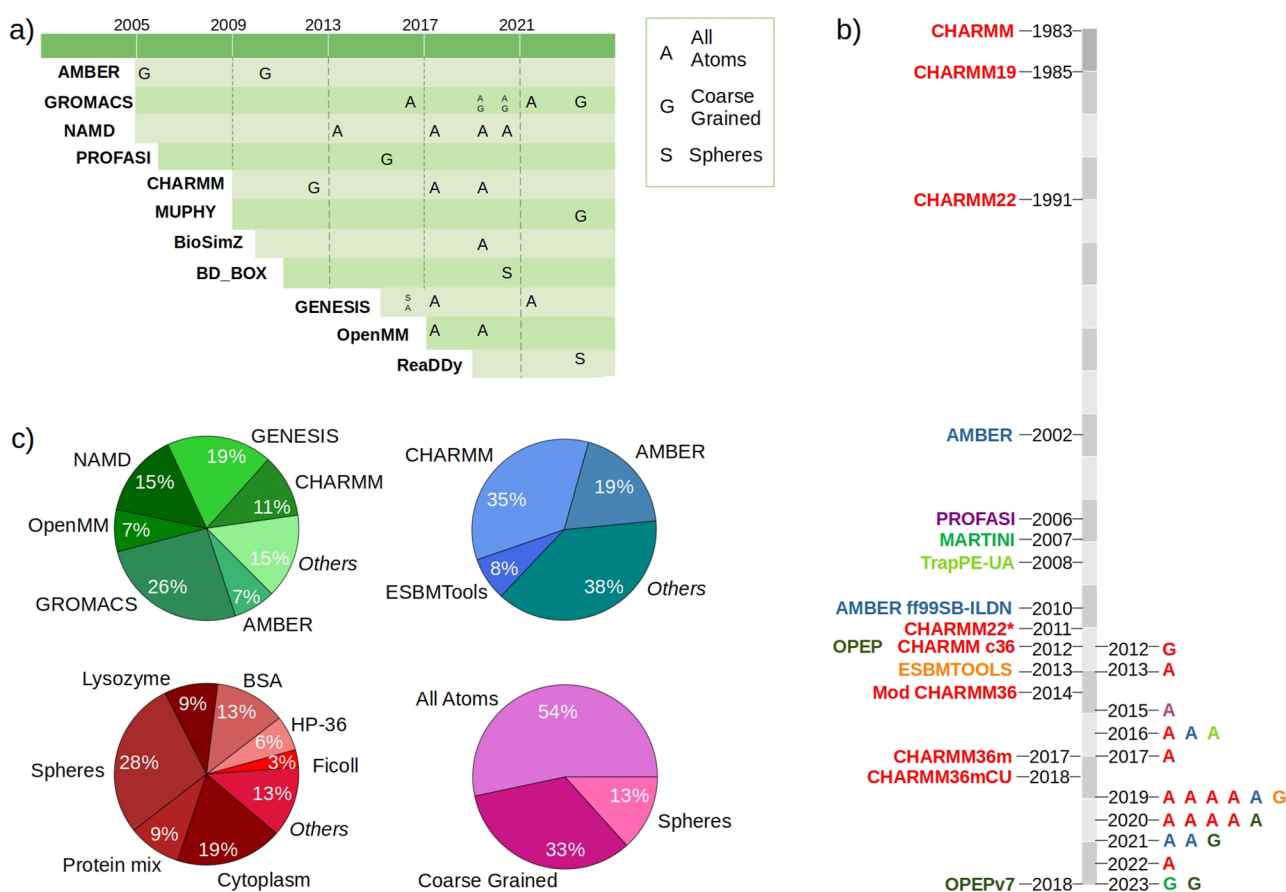 a)
2005 2009 2013 2017 2021
AMBER G G
GROMACS A A G A G A G
NAMD A A A A
PROFASI G
CHARMM G A A
MUPHY G
BioSimZ A
BD_BOX S
GENESIS S A A A
OpenMM A A
ReaDDy S
A All
Atoms
G Coarse
Grained
S Spheres
b)
CHARMM 1983
CHARMM19 1985
CHARMM22 1991
AMBER 2002
PROFASI 2006
MARTINI 2007
TrapPE-UA 2008
AMBER ff99SB-ILDN 2010
CHARMM22* 2011
OPEP CHARMM c36 2012 2012 G
ESBMTOOLS 2013 2013 A
Mod CHARMM36 2014
2015 A
2016 A A A
CHARMM36m 2017 2017 A
CHARMM36mCU 2018
2019 A A A A A G
2020 A A A A A
2021 A A G
2022 A
OPEPv7 2018 2023 G G
c)
GENESIS
19%
NAMD
15%
CHARMM
11%
OpenMM
7%
Others
15%
GROMACS
26%
7%
AMBER
CHARMM
35%
AMBER
19%
ESBMTools
8%
Others
38%
Lysozyme
9%
BSA
13%
HP-36
6%
Ficoll
3%
Spheres
28%
13%
Others
Protein mix
9%
19%
Cytoplasm
All Atoms
54%
13%
Spheres
33%
Coarse Grained